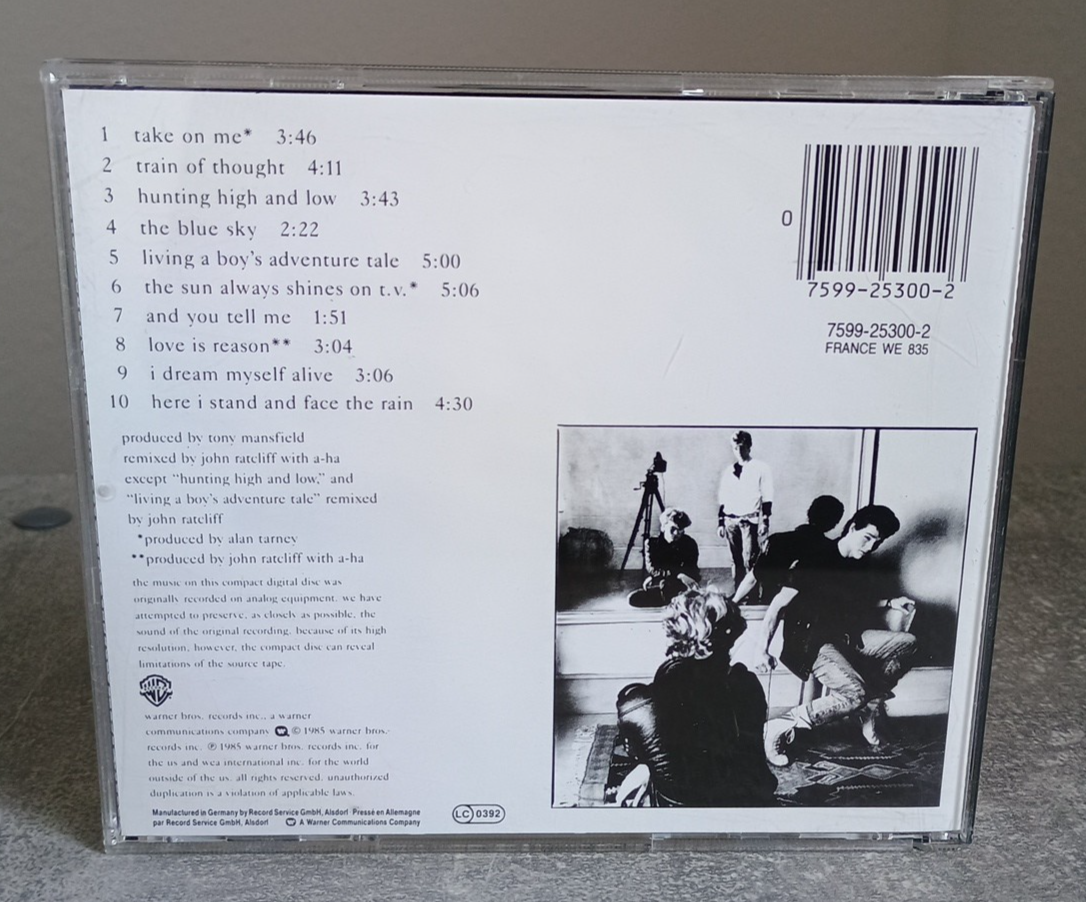 1 take on me* 3:46
2 train of thought 4:11
3 hunting high and low 3:43
4 the blue sky 2:22
5 living a boy's adventure tale 5:00
6 the sun always shines on t.v.* 5:06
7 and you tell me 1:51
8 love is reason** 3:04
9 i dream myself alive 3:06
10 here i stand and face the rain 4:30
0
7599-25300-2
7599-25300-2
FRANCE WE 835
produced by tony mansfield
remixed by john ratcliff with a-ha
except "hunting high and low," and
"living a boy's adventure tale" remixed
by john ratcliff
*produced by alan tarney
**produced by john ratcliff with a-ha
the music on this compact digital disc was
originally recorded on analog equipment. we have
attempted to preserve, as closely as possible, the
sound of the original recording. because of its high
resolution, however, the compact disc can reveal
limitations of the source tape.
warner bros. records inc., a warner
communications company © 1985 warner bros.
records inc. ℗ 1985 warner bros. records inc. for
the us and wea international inc. for the world
outside of the us. all rights reserved. unauthorized
duplication is a violation of applicable laws.
Manufactured in Germany by Record Service GmbH, Alsdorf Pressé en Allemagne
par Record Service GmbH, Alsdorf A Warner Communications Company
LC 0392